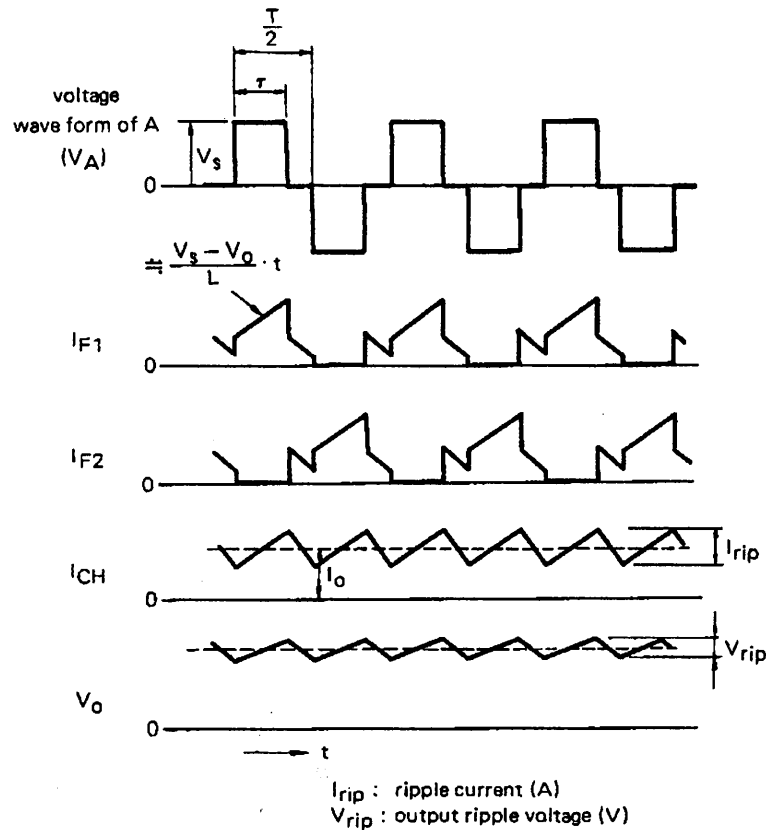 T/2
τ
voltage
wave form of A
(V_A)
V_s
0
≒ (V_s − V_o)/L · t
I_F1
0
I_F2
0
I_CH
I_o
I_rip
0
V_rip
V_o
0
t
I_rip : ripple current (A)
V_rip : output ripple voltage (V)